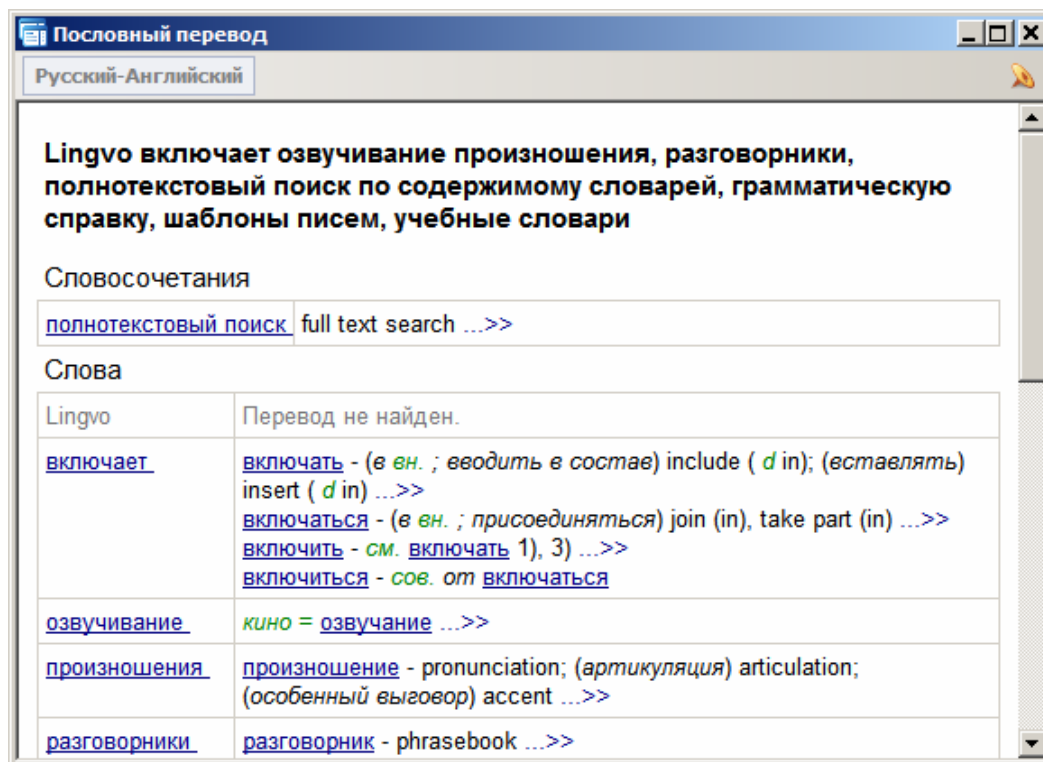 Пословный перевод
Русский-Английский
Lingvo включает озвучивание произношения, разговорники,
полнотекстовый поиск по содержимому словарей, грамматическую
справку, шаблоны писем, учебные словари
Словосочетания
полнотекстовый поиск full text search ...>>
Слова
Lingvo Перевод не найден.
включает включать - (в вн. ; вводить в состав) include ( d in); (вставлять)
insert ( d in) ...>>
включаться - (в вн. ; присоединяться) join (in), take part (in) ...>>
включить - см. включать 1), 3) ...>>
включиться - сов. от включаться
озвучивание кино = озвучание ...>>
произношения произношение - pronunciation; (артикуляция) articulation;
(особенный выговор) accent ...>>
разговорники разговорник - phrasebook ...>>